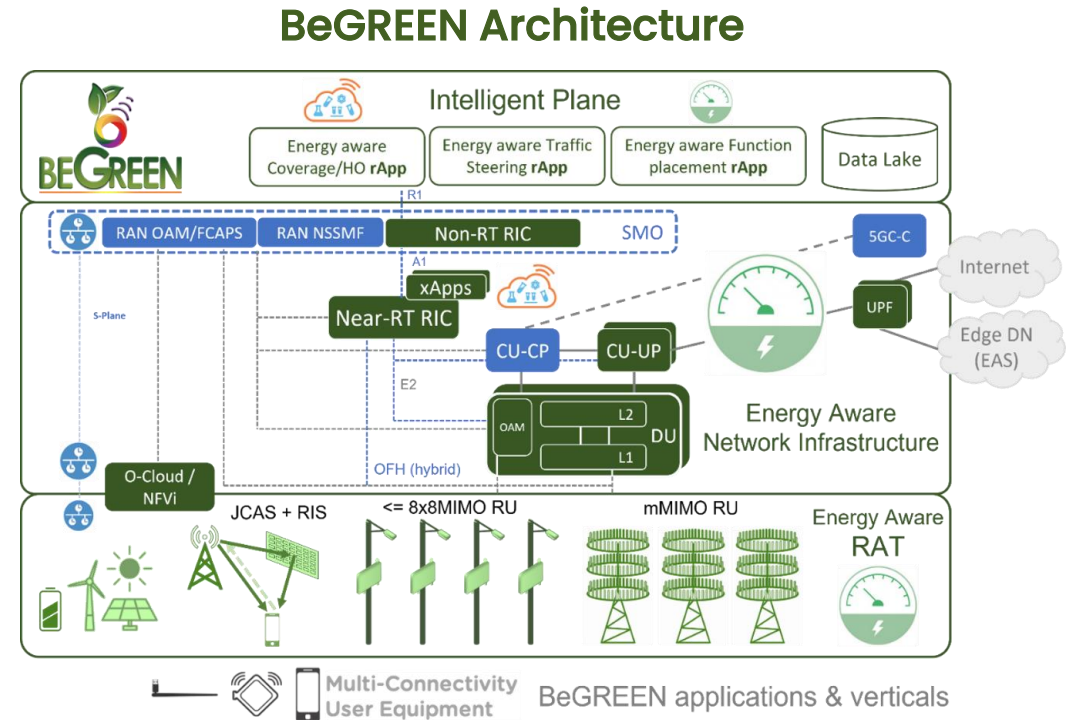 BeGREEN Architecture
BEGREEN
Intelligent Plane
Energy aware
Coverage/HO rApp
Energy aware Traffic
Steering rApp
Energy aware Function
placement rApp
Data Lake
R1
RAN OAM/FCAPS
RAN NSSMF
Non-RT RIC
SMO
5GC-C
A1
xApps
Internet
S-Plane
Near-RT RIC
UPF
CU-CP
CU-UP
Edge DN
(EAS)
E2
OAM
L2
DU
L1
Energy Aware
Network Infrastructure
OFH (hybrid)
O-Cloud /
NFVi
JCAS + RIS
<= 8x8MIMO RU
mMIMO RU
Energy Aware
RAT
Multi-Connectivity
User Equipment
BeGREEN applications & verticals